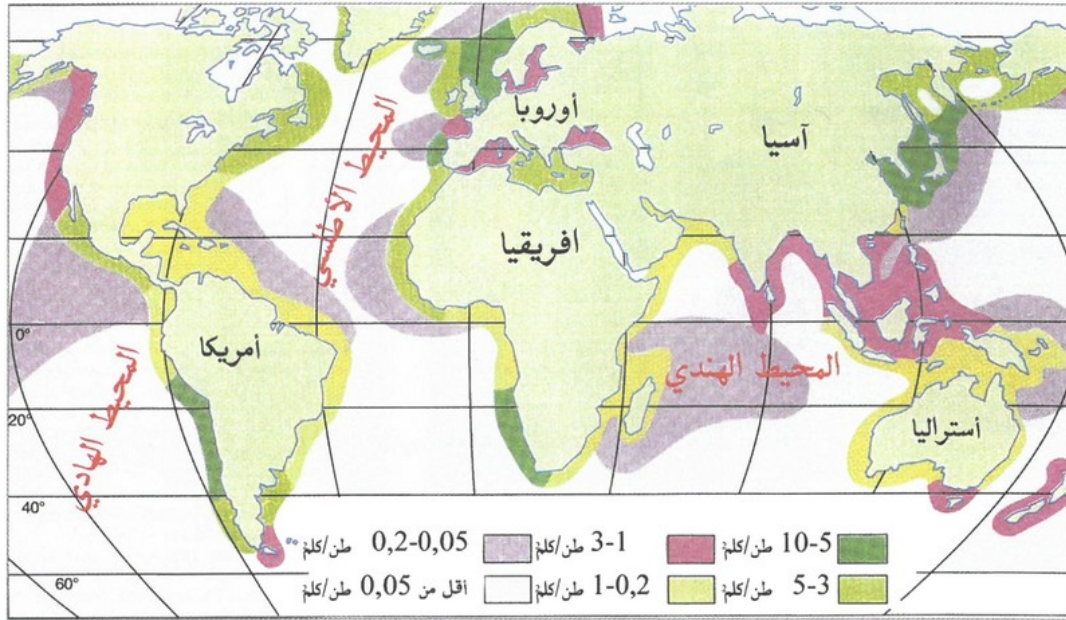 أوروبا
آسيا
المحيط الأطلسي
افريقيا
0°
أمريكا
المحيط الهندي
المحيط الهادي
20°
أستراليا
40°
10-5 طن/كلم²
3-1 طن/كلم²
0,2-0,05 طن/كلم²
60°
5-3 طن/كلم²
1-0,2 طن/كلم²
أقل من 0,05 طن/كلم²